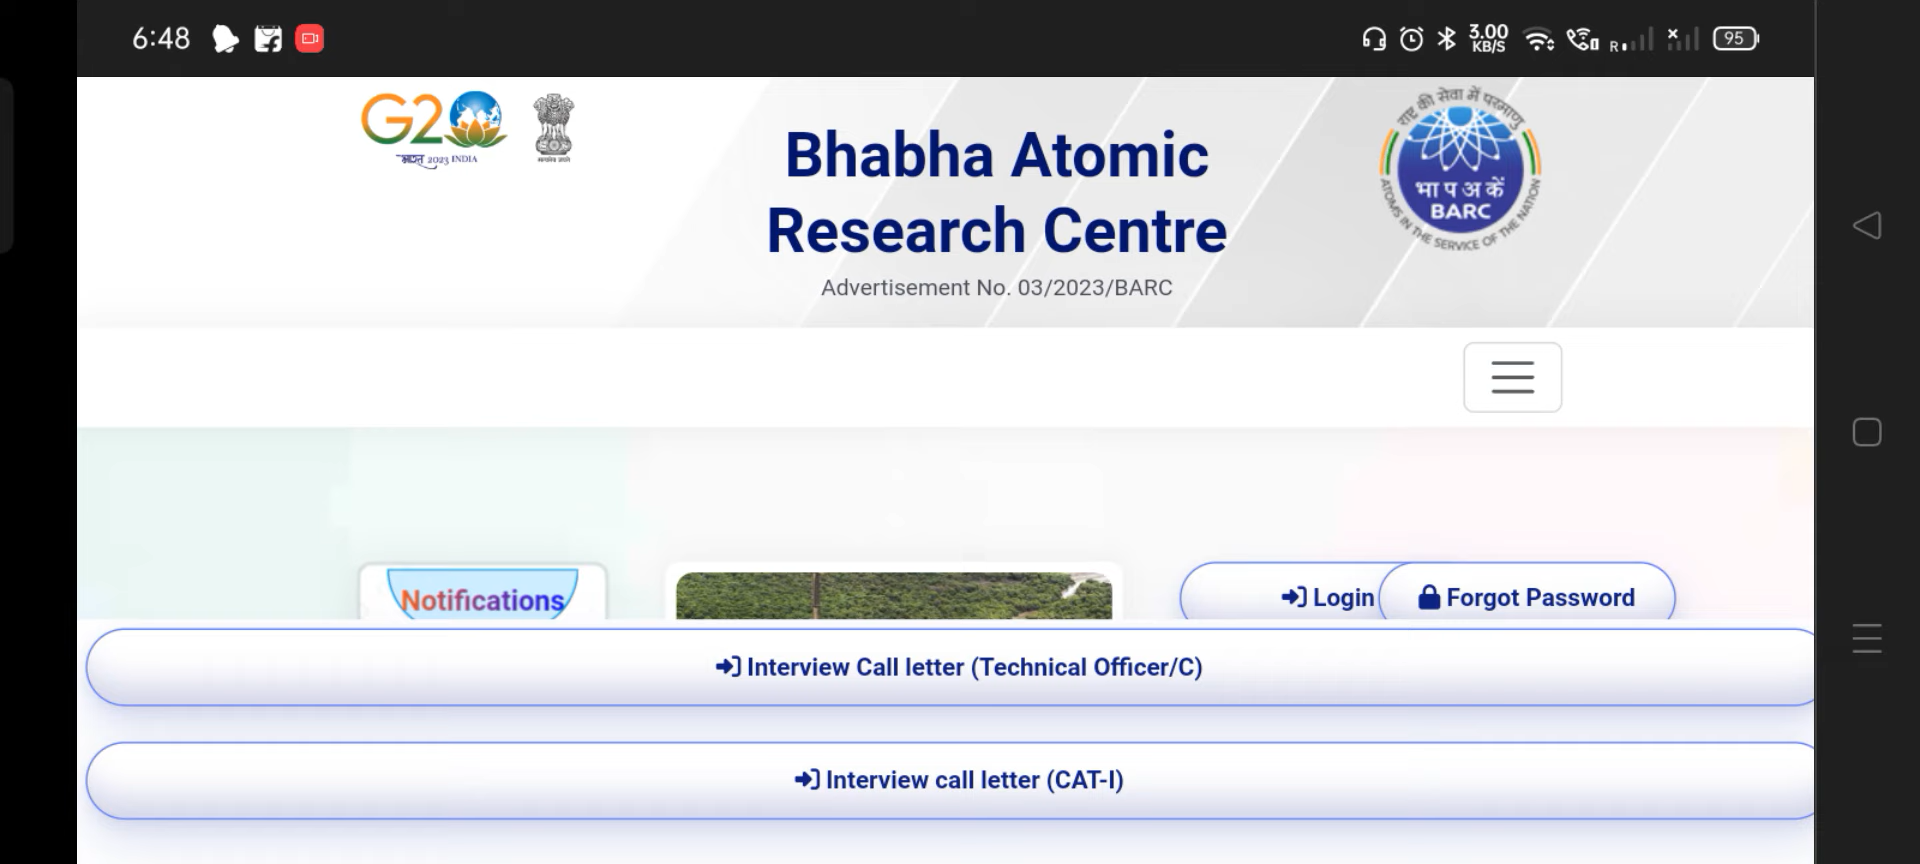 6:48
3.00
KB/S
R
95
G20
भारत 2023 INDIA
Bhabha Atomic
Research Centre
Advertisement No. 03/2023/BARC
राष्ट्र की सेवा में परमाणु
भा प अ कें
BARC
ATOMS IN THE SERVICE OF THE NATION
Notifications
Login
Forgot Password
Interview Call letter (Technical Officer/C)
Interview call letter (CAT-I)